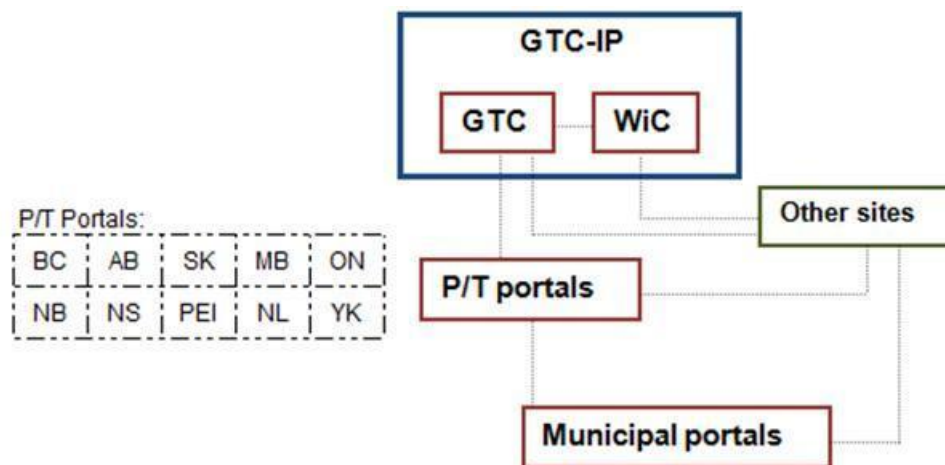 GTC-IP
GTC WiC
Other sites
P/T Portals:
BC AB SK MB ON
NB NS PEI NL YK
P/T portals
Municipal portals